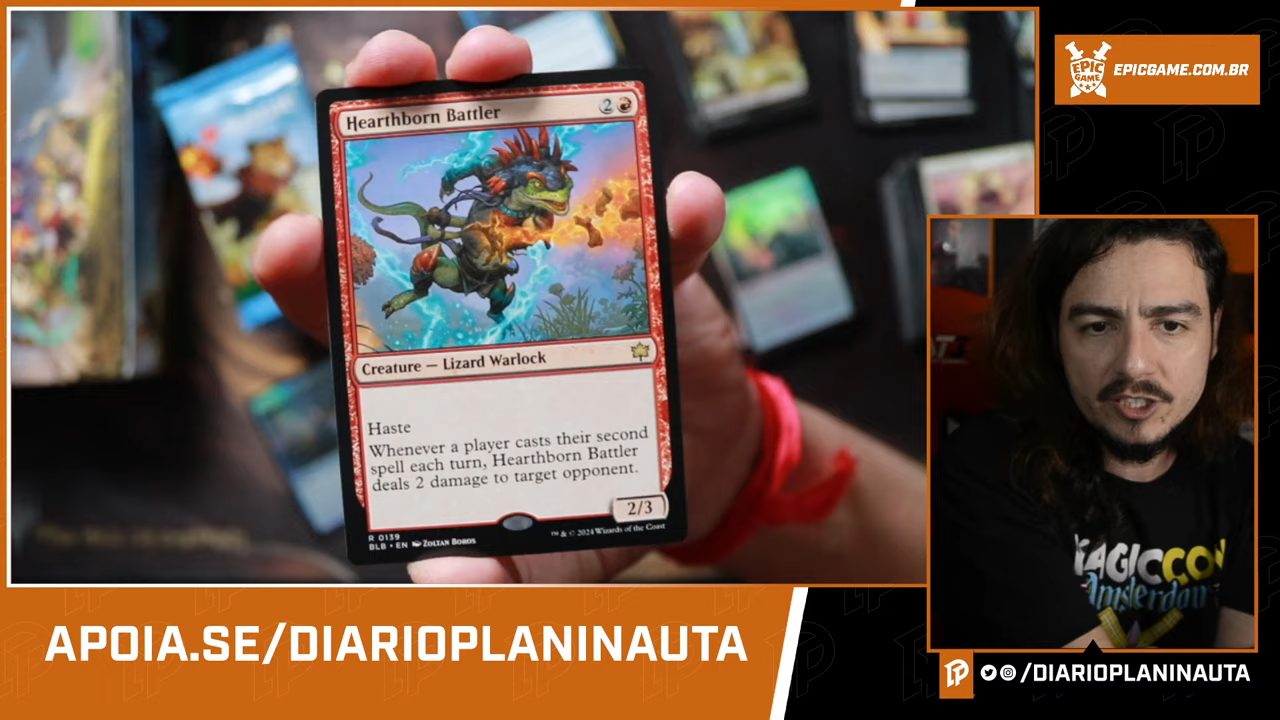 Hearthborn Battler
2
Creature — Lizard Warlock
Haste
Whenever a player casts their second
spell each turn, Hearthborn Battler
deals 2 damage to target opponent.
2/3
R 0139
BLB • EN ZOLTAN BOROS
™ & © 2024 Wizards of the Coast
EPIC
GAME
EPICGAME.COM.BR
MAGICCON
Amsterdam
APOIA.SE/DIARIOPLANINAUTA
/DIARIOPLANINAUTA